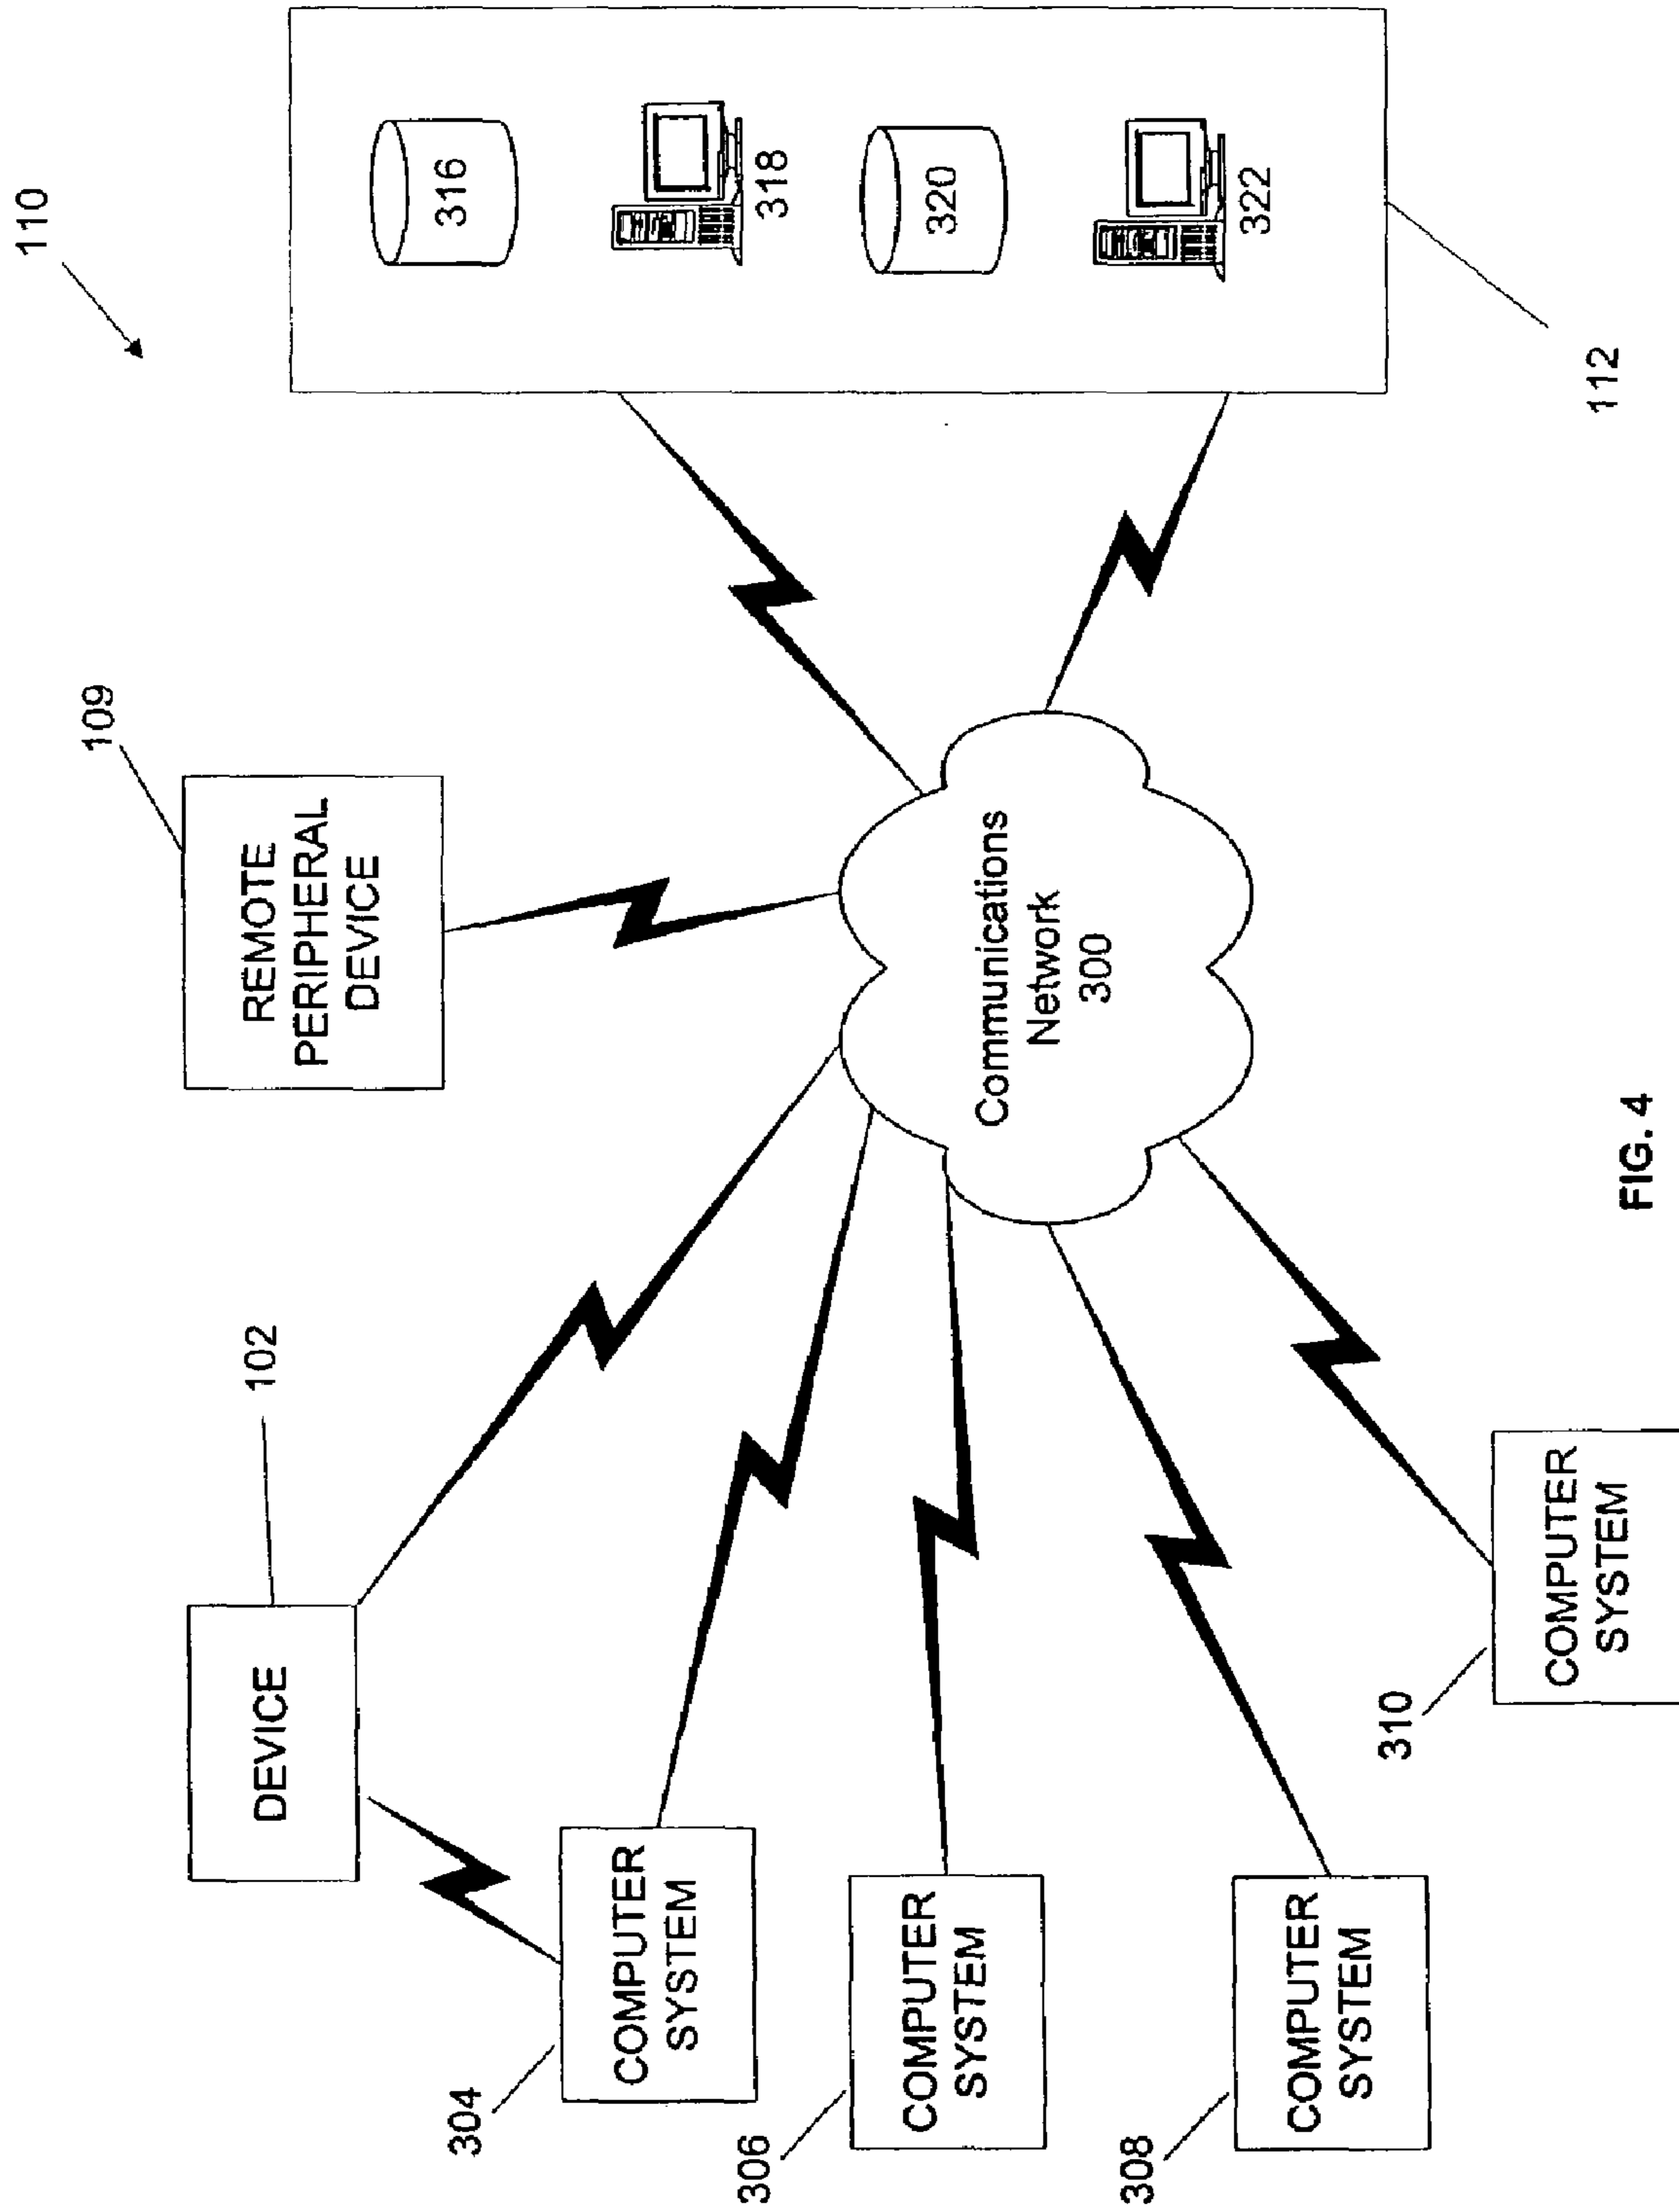 110
109
REMOTE
PERIPHERAL
DEVICE
102
DEVICE
316
318
320
322
112
304
COMPUTER
SYSTEM
306
COMPUTER
SYSTEM
308
COMPUTER
SYSTEM
310
COMPUTER
SYSTEM
Communications
Network
300
FIG. 4